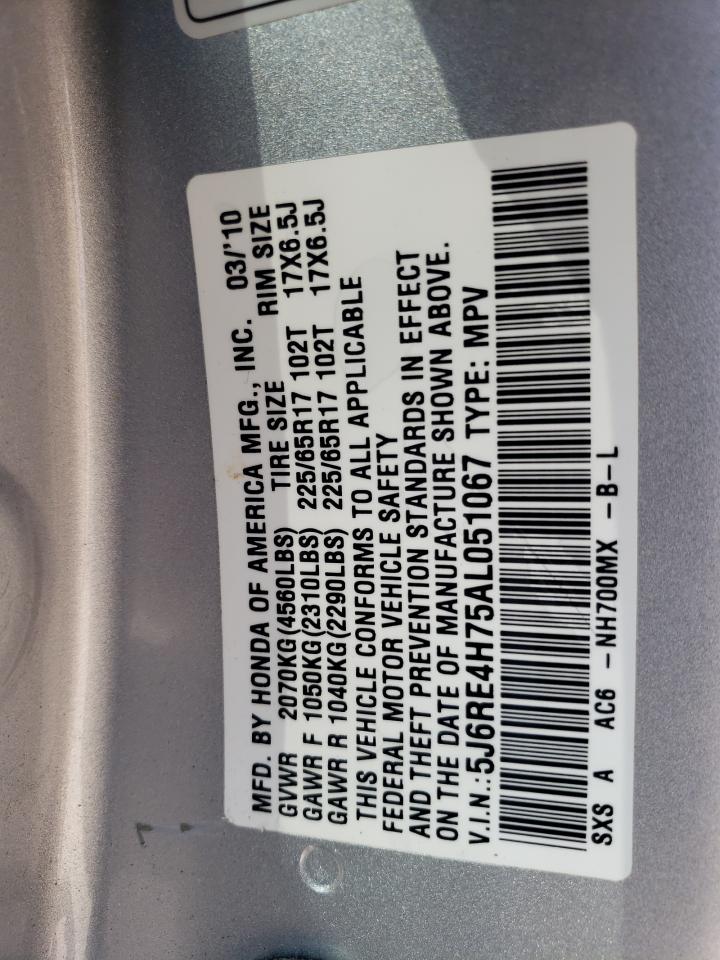 MFD. BY HONDA OF AMERICA MFG., INC. 03/'10
GVWR 2070KG(4560LBS) TIRE SIZE RIM SIZE
GAWR F 1050KG(2310LBS) 225/65R17 102T 17X6.5J
GAWR R 1040KG(2290LBS) 225/65R17 102T 17X6.5J
THIS VEHICLE CONFORMS TO ALL APPLICABLE
FEDERAL MOTOR VEHICLE SAFETY
AND THEFT PREVENTION STANDARDS IN EFFECT
ON THE DATE OF MANUFACTURE SHOWN ABOVE.
V.I.N.:5J6RE4H75AL051067 TYPE: MPV
SXS A AC6 -NH700MX -B-L